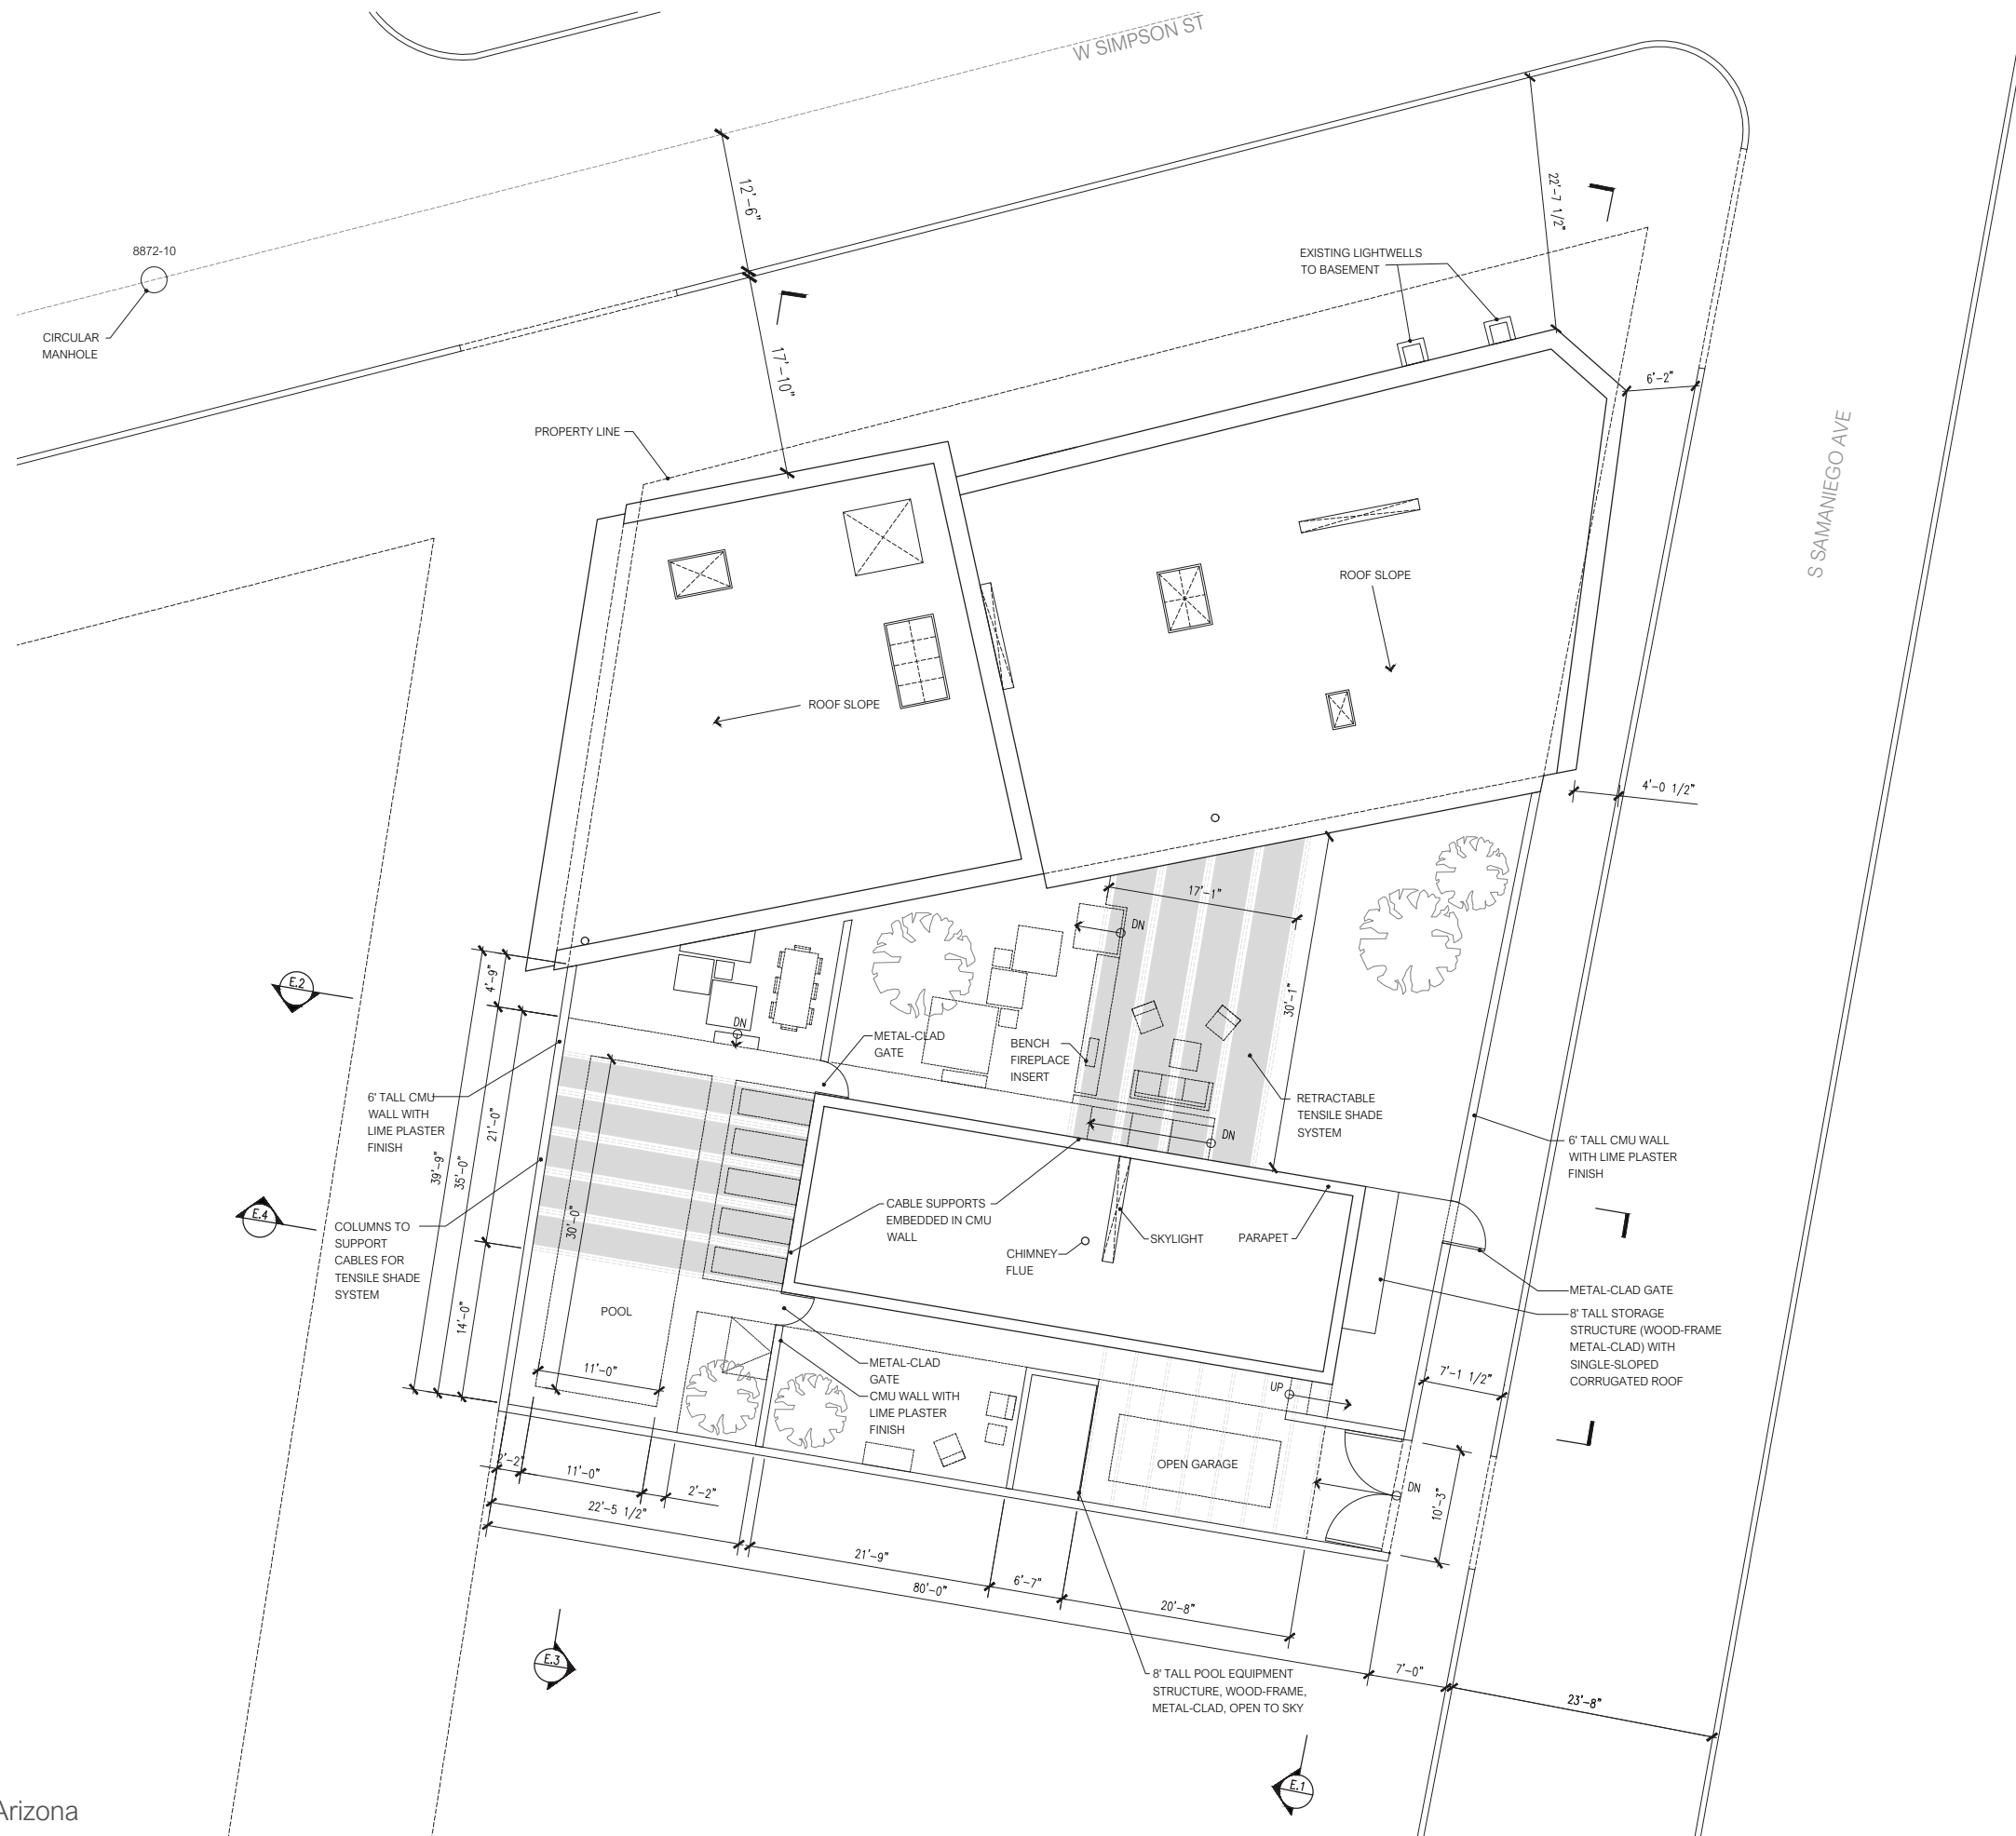 W SIMPSON ST
12'-6"
22'-7 1/2"
8872-10
EXISTING LIGHTWELLS
TO BASEMENT
CIRCULAR
MANHOLE
17'-10"
6'-2"
PROPERTY LINE
S SAMANIEGO AVE
ROOF SLOPE
ROOF SLOPE
4'-0 1/2"
17'-1"
DN
E.2
4'-9"
30'-1"
DN
METAL-CLAD
GATE
BENCH
FIREPLACE
INSERT
6' TALL CMU
WALL WITH
LIME PLASTER
FINISH
RETRACTABLE
TENSILE SHADE
SYSTEM
21'-0"
DN
6' TALL CMU WALL
WITH LIME PLASTER
FINISH
39'-9"
35'-0"
E.4
COLUMNS TO
SUPPORT
CABLES FOR
TENSILE SHADE
SYSTEM
30'-0"
CABLE SUPPORTS
EMBEDDED IN CMU
WALL
SKYLIGHT
PARAPET
CHIMNEY
FLUE
METAL-CLAD GATE
8' TALL STORAGE
STRUCTURE (WOOD-FRAME
METAL-CLAD) WITH
SINGLE-SLOPED
CORRUGATED ROOF
14'-0"
POOL
11'-0"
METAL-CLAD
GATE
CMU WALL WITH
LIME PLASTER
FINISH
7'-1 1/2"
UP
OPEN GARAGE
DN
10'-3"
2'-2"
11'-0"
2'-2"
22'-5 1/2"
21'-9"
6'-7"
80'-0"
20'-8"
E.3
8' TALL POOL EQUIPMENT
STRUCTURE, WOOD-FRAME,
METAL-CLAD, OPEN TO SKY
7'-0"
23'-8"
E.1
Arizona